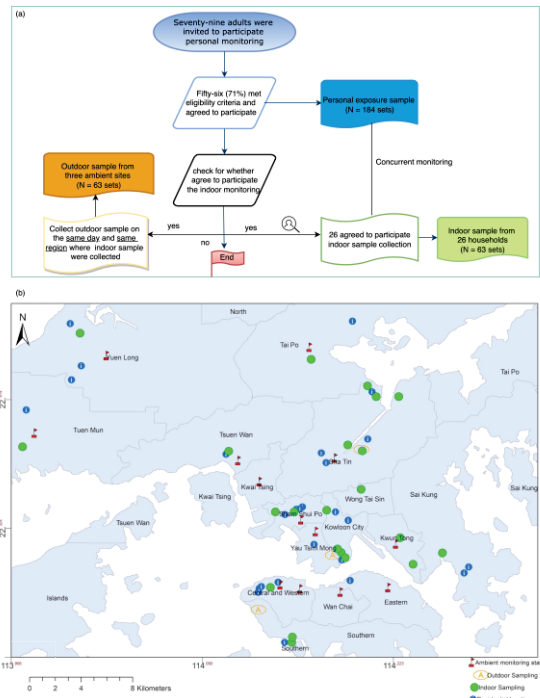 (a)
Seventy-nine adults were
invited to participate
personal monitoring
Fifty-six (71%) met
eligibility criteria and
agreed to participate
Personal exposure sample
(N = 184 sets)
Concurrent monitoring
check for whether
agree to participate
the indoor monitoring
Outdoor sample from
three ambient sites
(N = 63 sets)
Collect outdoor sample on
the same day and same
region where indoor sample
were collected
yes
no
yes
End
26 agreed to participate
indoor sample collection
Indoor sample from
26 households
(N = 63 sets)
(b)
N
North
Tai Po
Yuen Long
Tai Po
Tuen Mun
Tsuen Wan
Sha Tin
Kwai Tsing
Kwai Tsing
Sai Kung
Sai Kung
Wong Tai Sin
Tsuen Wan
Sham Shui Po
Kowloon City
Yau Tsim Mong
Kwun Tong
Islands
Central and Western
Wan Chai
Eastern
Southern
Southern
0 2 4 8 Kilometers
A Outdoor Sampling
Indoor Sampling